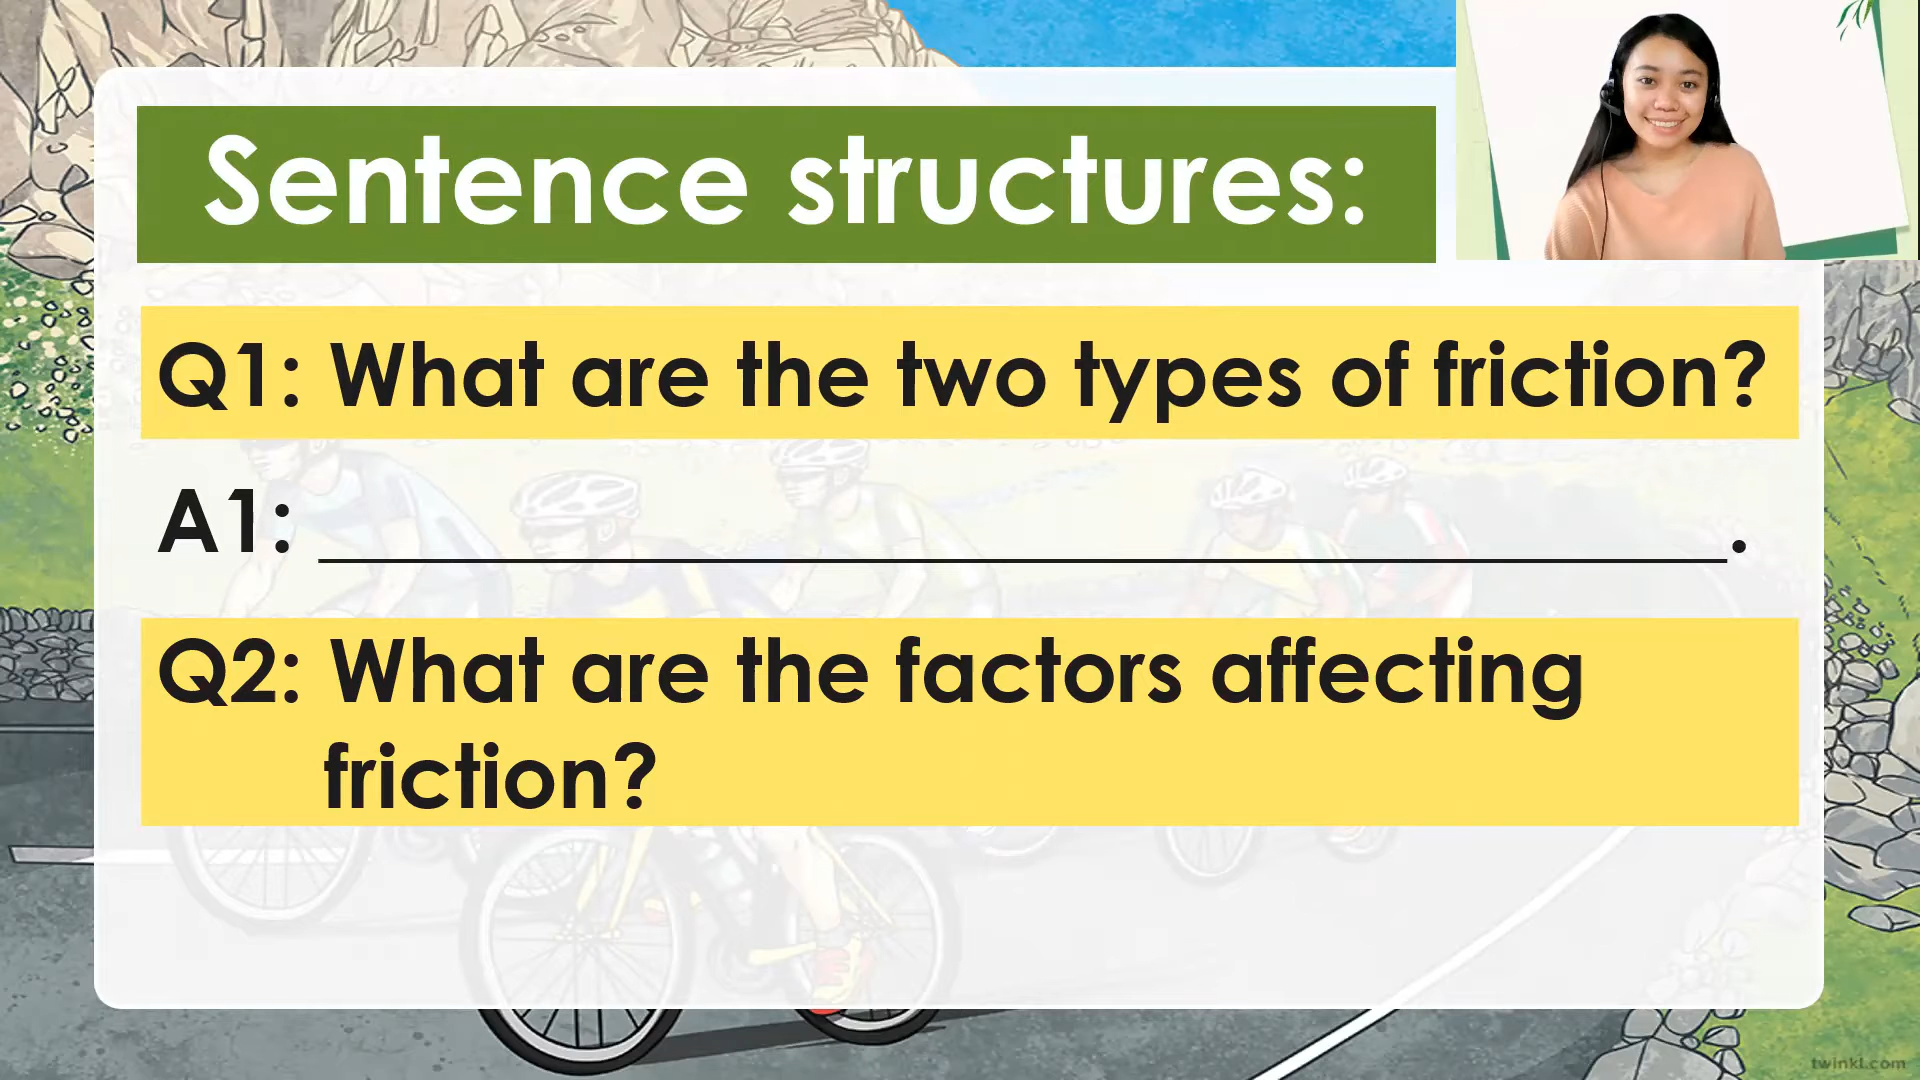 Sentence structures:
Q1: What are the two types of friction?
A1: ______________________________.
Q2: What are the factors affecting
friction?
twinkl.com